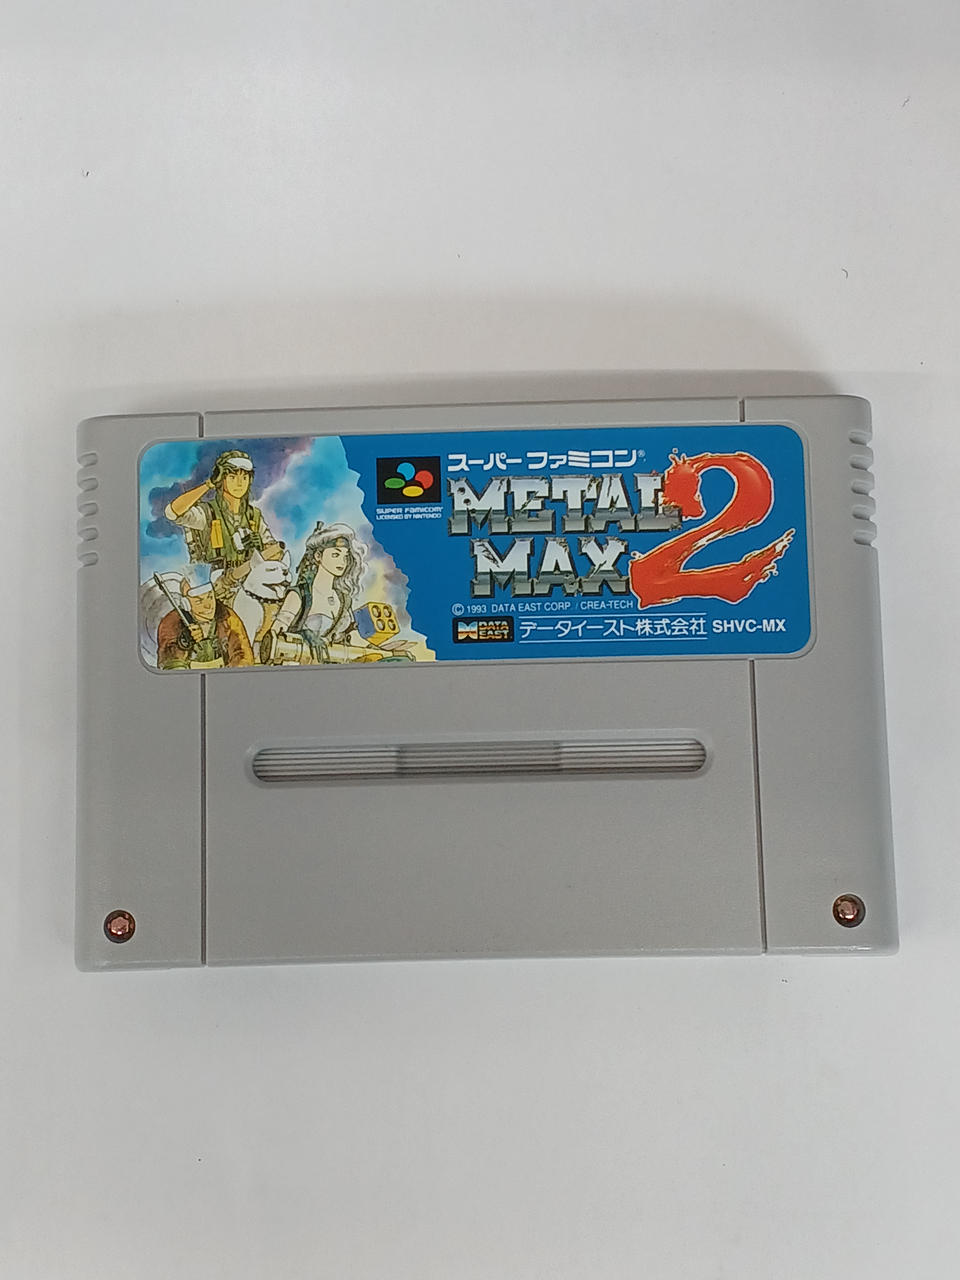 スーパーファミコン®
SUPER FAMICOM
LICENSED BY NINTENDO
METAL
MAX
2
© 1993 DATA EAST CORP / CREA-TECH
DATA
EAST
データイースト株式会社 SHVC-MX